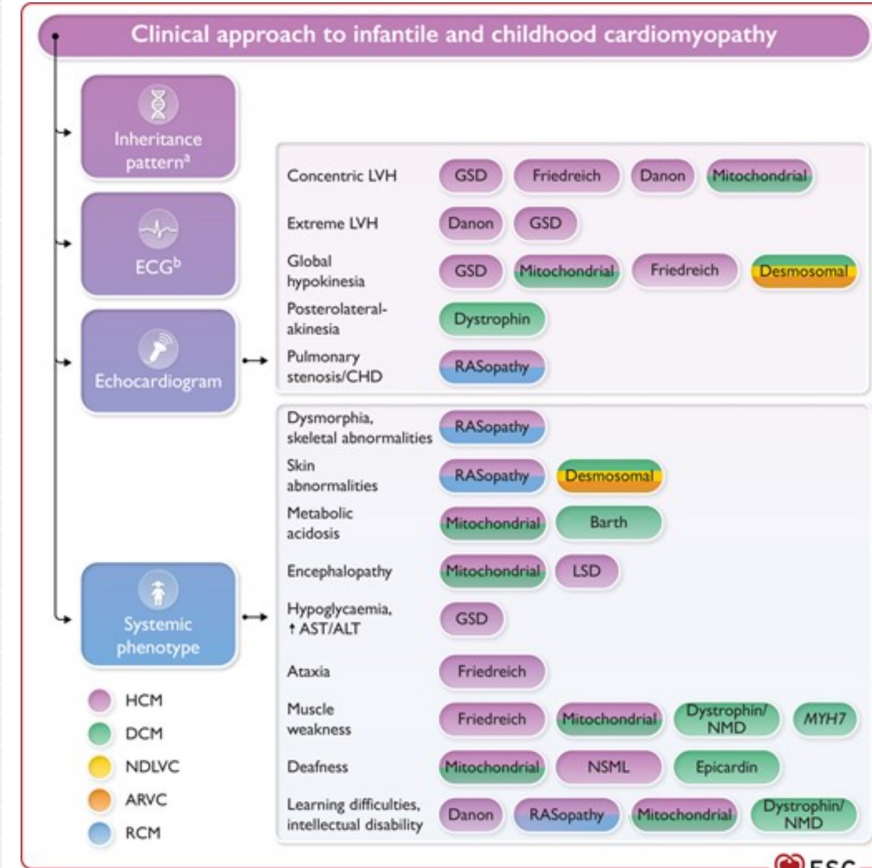 Clinical approach to infantile and childhood cardiomyopathy
Inheritance
patternᵃ
ECGᵇ
Echocardiogram
Concentric LVH GSD Friedreich Danon Mitochondrial
Extreme LVH Danon GSD
Global
hypokinesia GSD Mitochondrial Friedreich Desmosomal
Posterolateral-
akinesia Dystrophin
Pulmonary
stenosis/CHD RASopathy
Systemic
phenotype
Dysmorphia,
skeletal abnormalities RASopathy
Skin
abnormalities RASopathy Desmosomal
Metabolic
acidosis Mitochondrial Barth
Encephalopathy Mitochondrial LSD
Hypoglycaemia,
↑ AST/ALT GSD
Ataxia Friedreich
Muscle
weakness Friedreich Mitochondrial Dystrophin/
NMD MYH7
Deafness Mitochondrial NSML Epicardin
Learning difficulties,
intellectual disability Danon RASopathy Mitochondrial Dystrophin/
NMD
HCM
DCM
NDLVC
ARVC
RCM
ESC